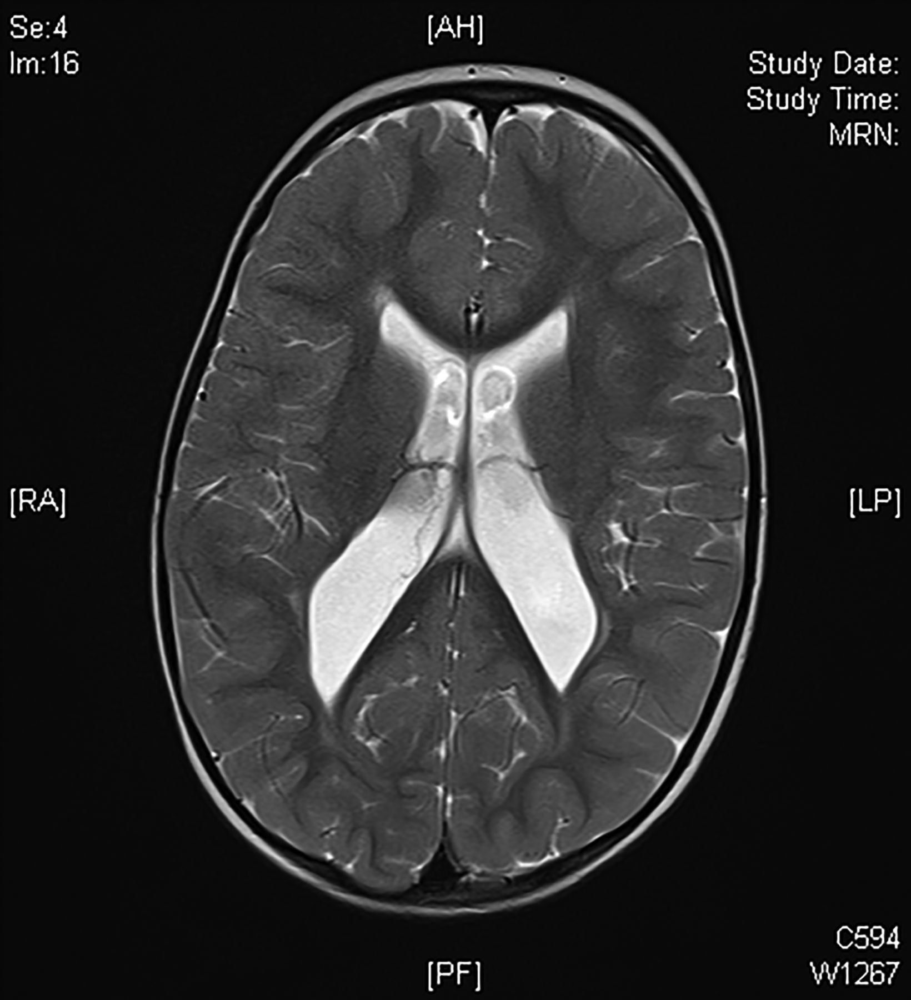 Se:4
Im:16
[AH]
Study Date:
Study Time:
MRN:
[RA]
[LP]
[PF]
C594
W1267